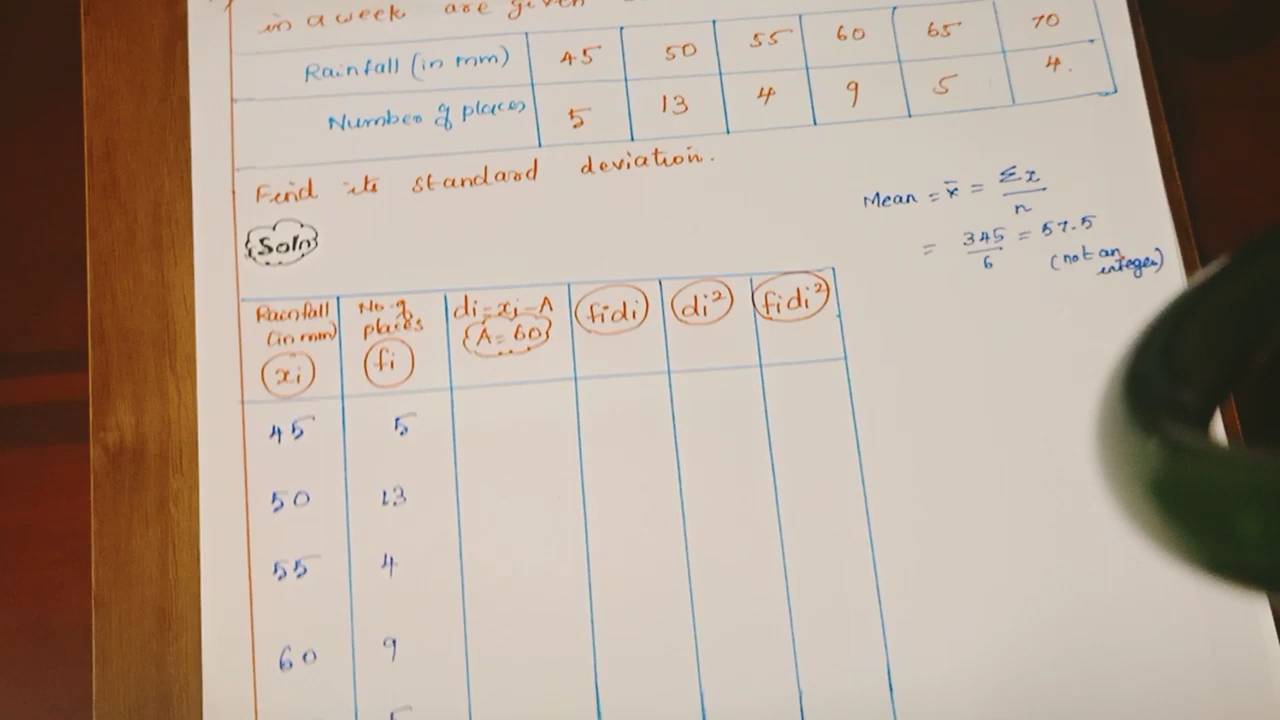 in a week are given
Rainfall (in mm) 45 50 55 60 65 70
Number of places 5 13 4 9 5 4.
Find its standard deviation.
Soln
Mean = x̄ = Σx
n
= 345 = 57.5
6
(not an
integer)
Rainfall
(in mm)
xi
No. of
places
fi
di = xi - A
A = 60
fidi
di²
fidi²
45 5
50 13
55 4
60 9